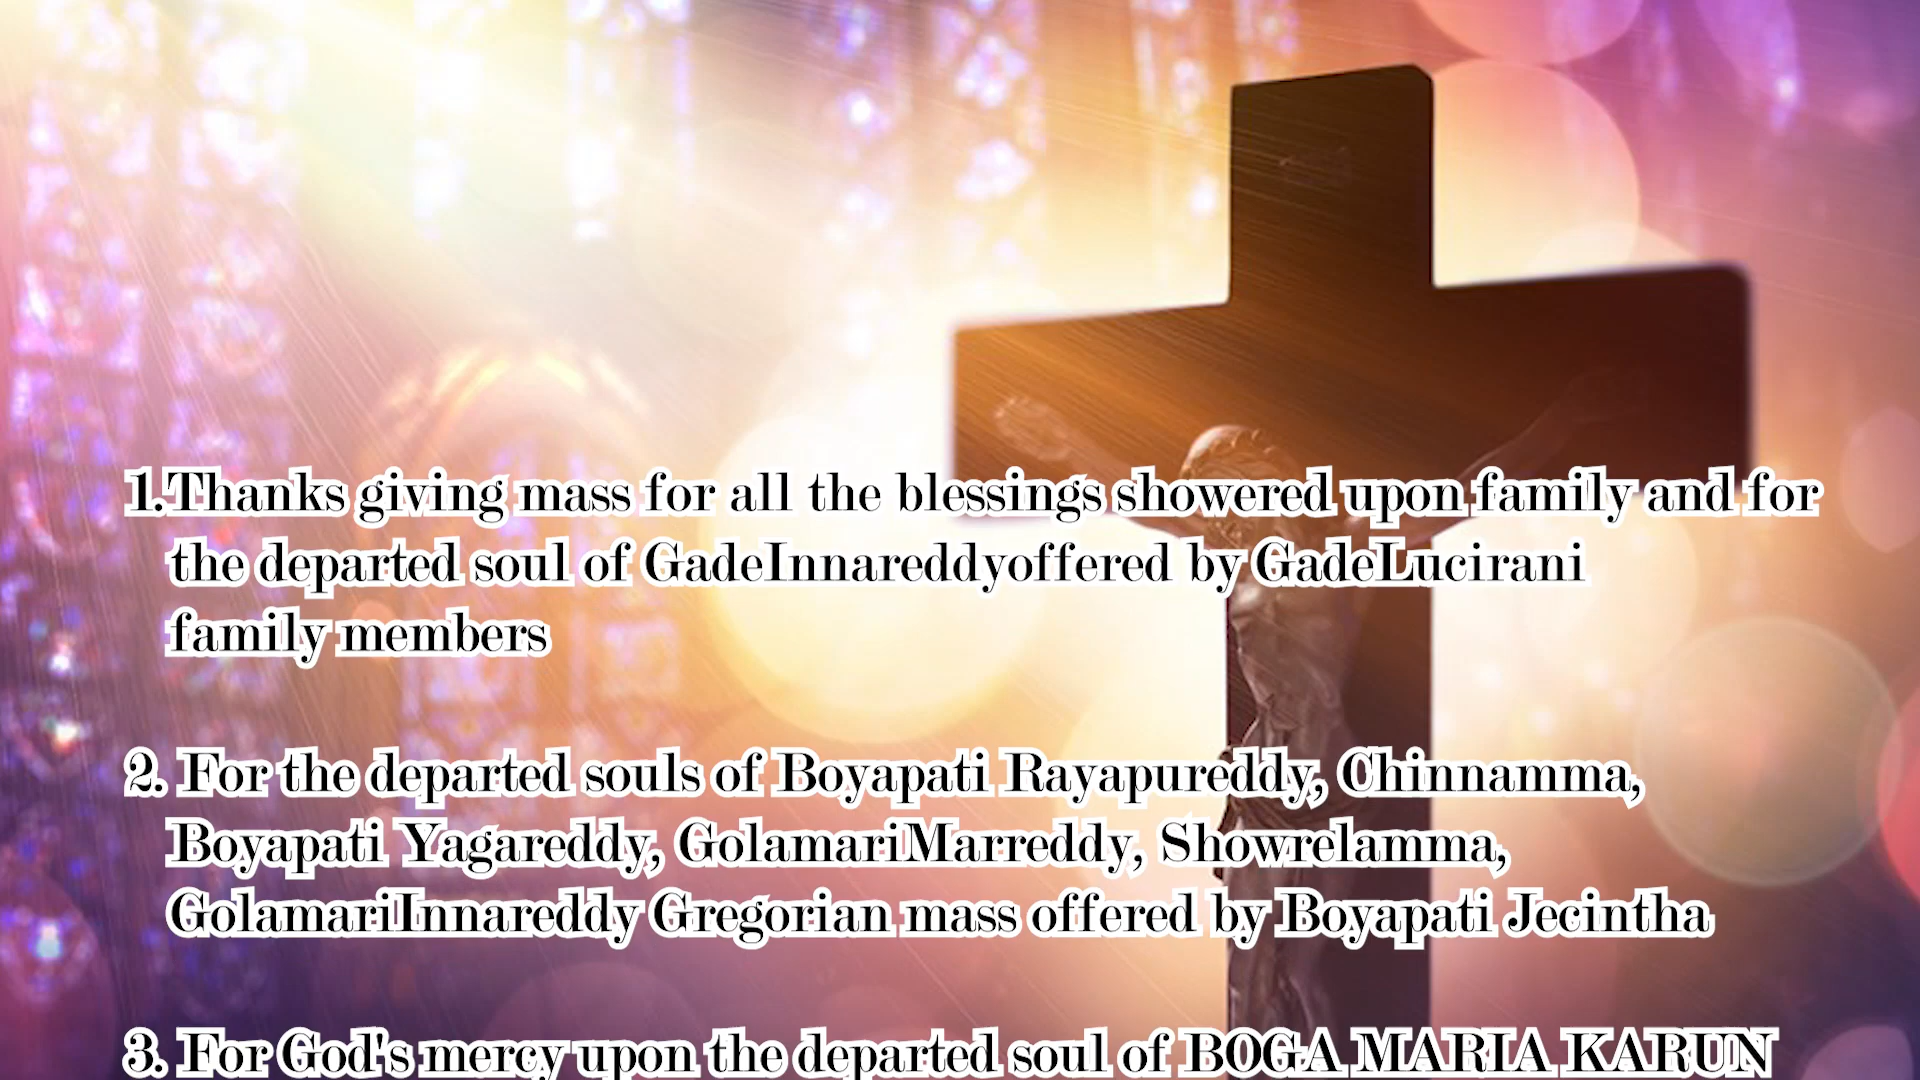 1.Thanks giving mass for all the blessings showered upon family and for
the departed soul of GadeInnareddyoffered by GadeLucirani
family members
2. For the departed souls of Boyapati Rayapureddy, Chinnamma,
Boyapati Yagareddy, GolamariMarreddy, Showrelamma,
GolamariInnareddy Gregorian mass offered by Boyapati Jecintha
3. For God's mercy upon the departed soul of BOGA MARIA KARUN